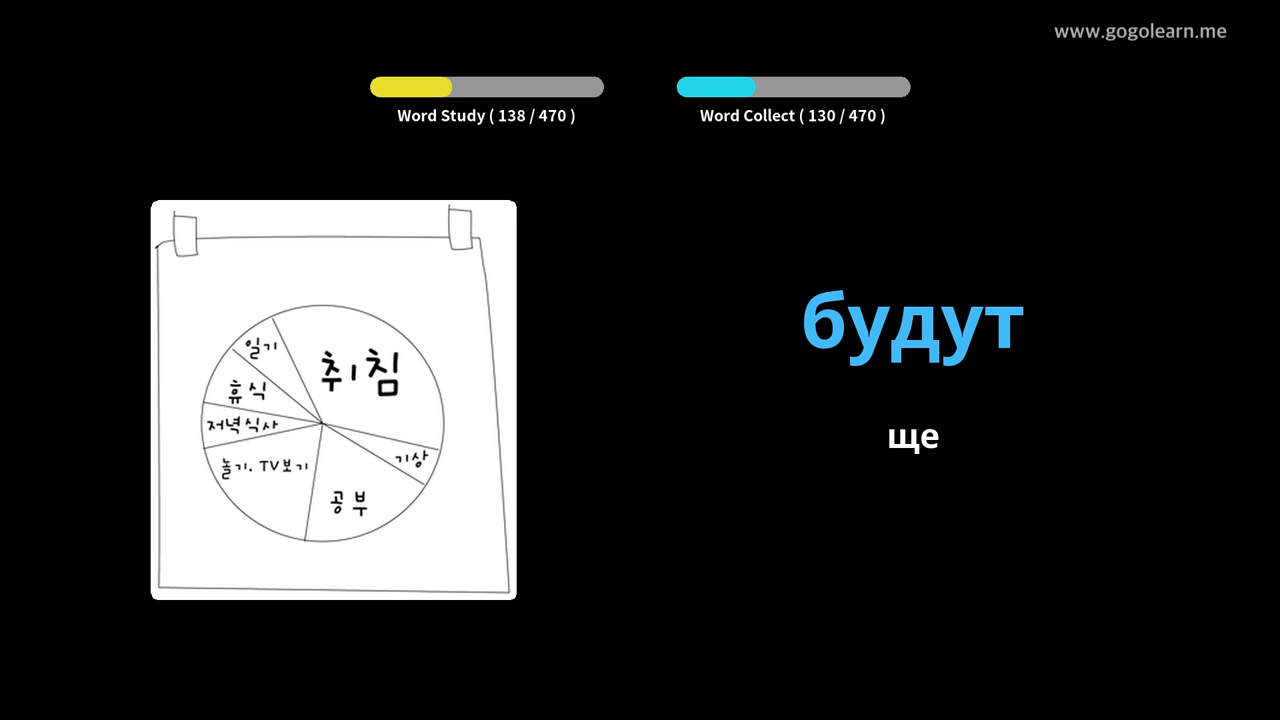 www.gogolearn.me
Word Study ( 138 / 470 )
Word Collect ( 130 / 470 )
일기
취침
휴식
저녁식사
놀기. TV보기
기상
공부
будут
ще